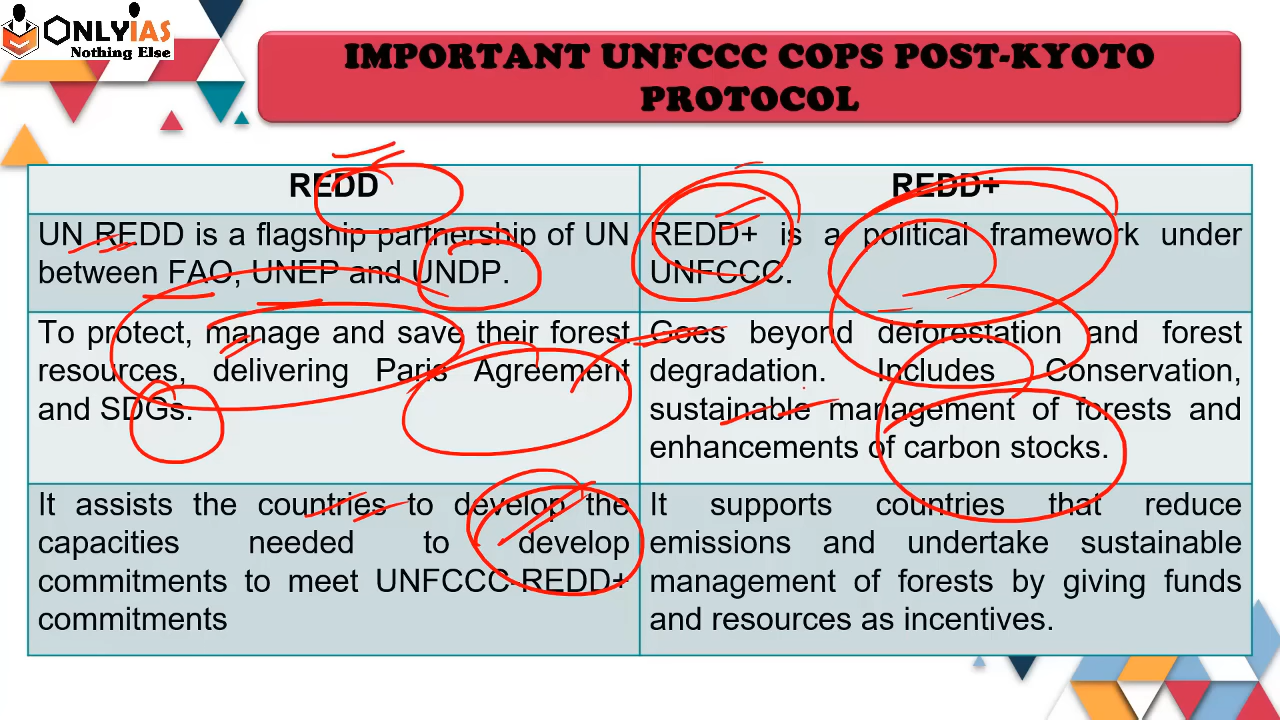 ONLYIAS
Nothing Else
IMPORTANT UNFCCC COPS POST-KYOTO
PROTOCOL
REDD
REDD+
UN REDD is a flagship partnership of UN
between FAO, UNEP and UNDP.
REDD+ is a political framework under
UNFCCC.
To protect, manage and save their forest
resources, delivering Paris Agreement
and SDGs.
Goes beyond deforestation and forest
degradation. Includes Conservation,
sustainable management of forests and
enhancements of carbon stocks.
It assists the countries to develop the
capacities needed to develop
commitments to meet UNFCCC-REDD+
commitments
It supports countries that reduce
emissions and undertake sustainable
management of forests by giving funds
and resources as incentives.